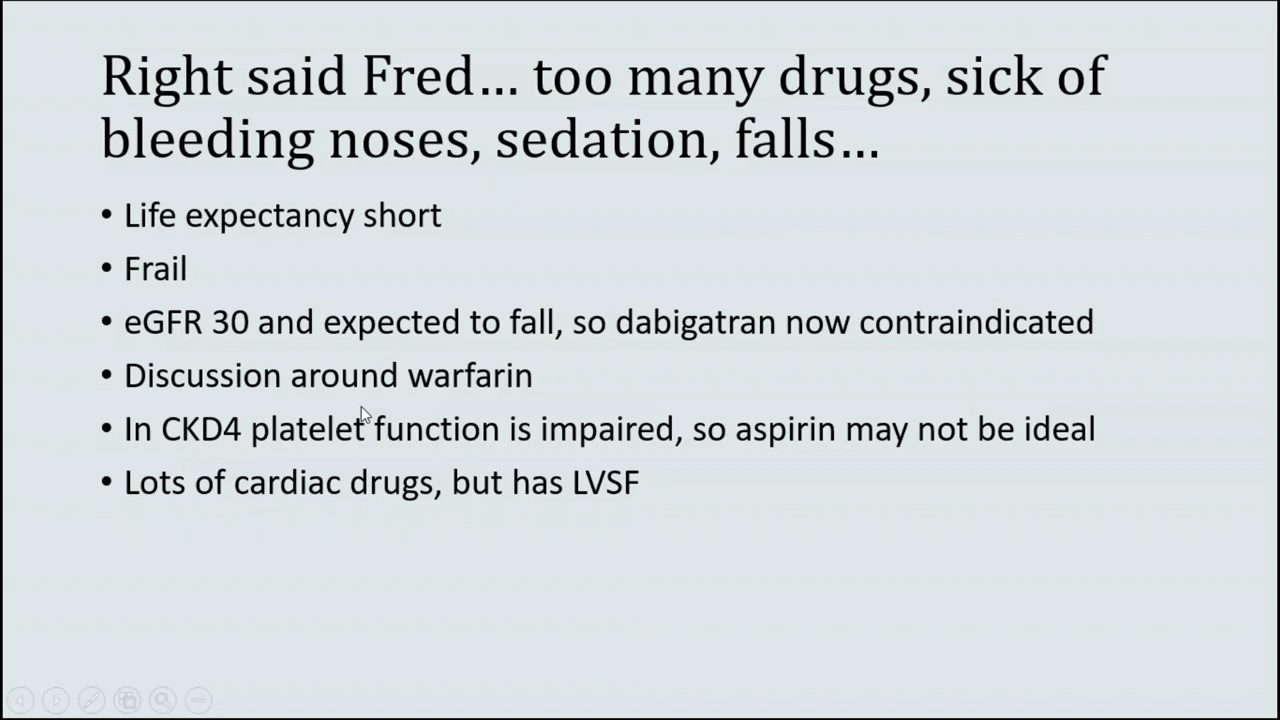 Right said Fred… too many drugs, sick of
bleeding noses, sedation, falls…
• Life expectancy short
• Frail
• eGFR 30 and expected to fall, so dabigatran now contraindicated
• Discussion around warfarin
• In CKD4 platelet function is impaired, so aspirin may not be ideal
• Lots of cardiac drugs, but has LVSF